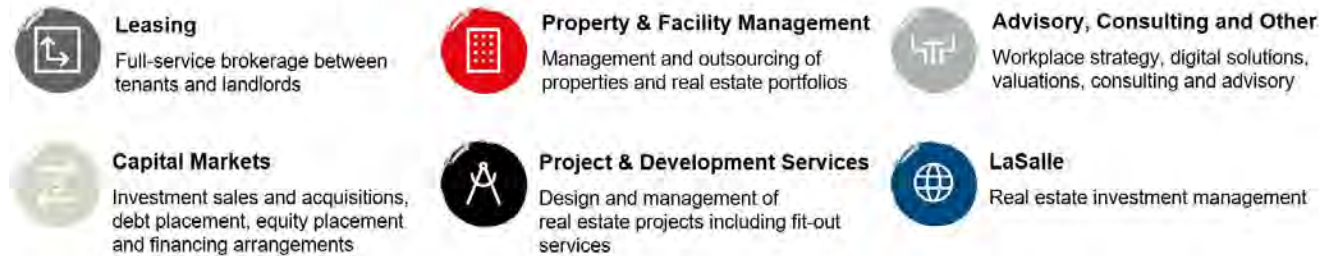 Leasing
Full-service brokerage between
tenants and landlords
Property & Facility Management
Management and outsourcing of
properties and real estate portfolios
Advisory, Consulting and Other
Workplace strategy, digital solutions,
valuations, consulting and advisory
Capital Markets
Investment sales and acquisitions,
debt placement, equity placement
and financing arrangements
Project & Development Services
Design and management of
real estate projects including fit-out
services
LaSalle
Real estate investment management